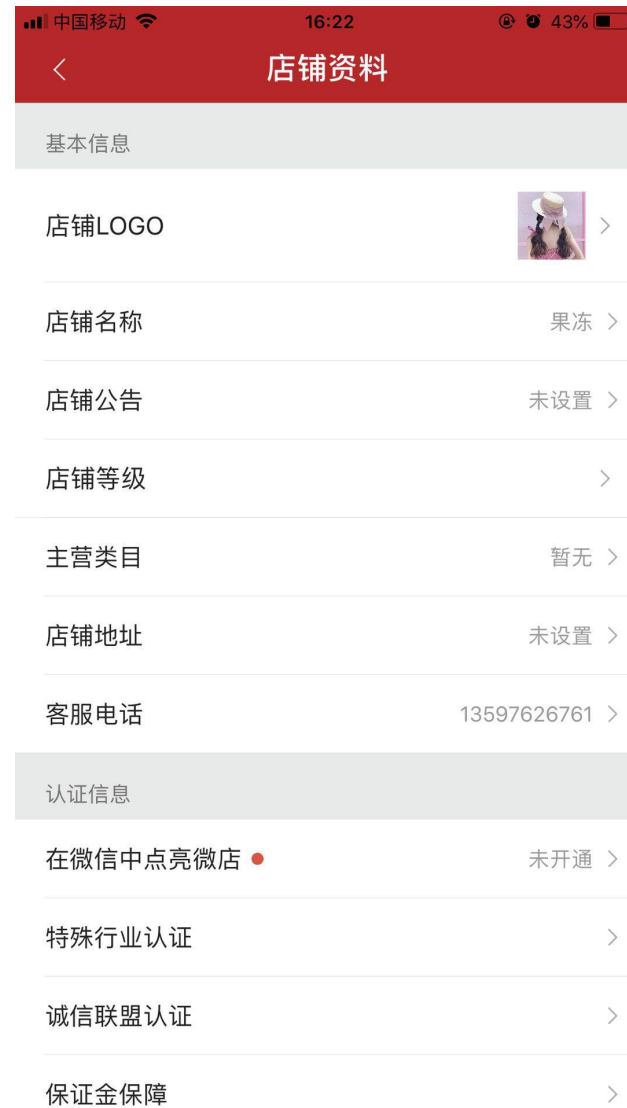 中国移动 16:22 43%
店铺资料
基本信息
店铺LOGO
店铺名称 果冻
店铺公告 未设置
店铺等级
主营类目 暂无
店铺地址 未设置
客服电话 13597626761
认证信息
在微信中点亮微店 未开通
特殊行业认证
诚信联盟认证
保证金保障